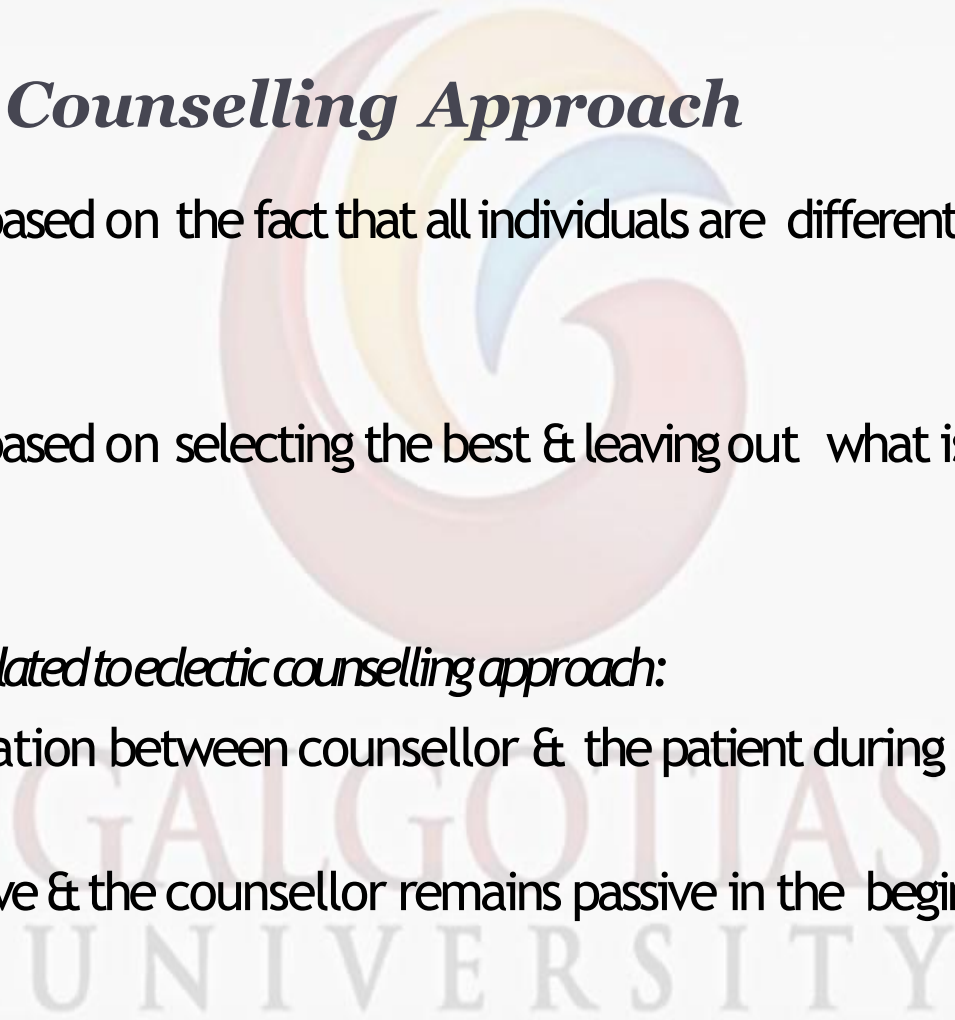 Counselling Approach
based on the fact that all individuals are different
based on selecting the best & leaving out what is
lated to eclectic counselling approach:
ation between counsellor & the patient during
GALGOTIAS
ve & the counsellor remains passive in the begin
UNIVERSITY